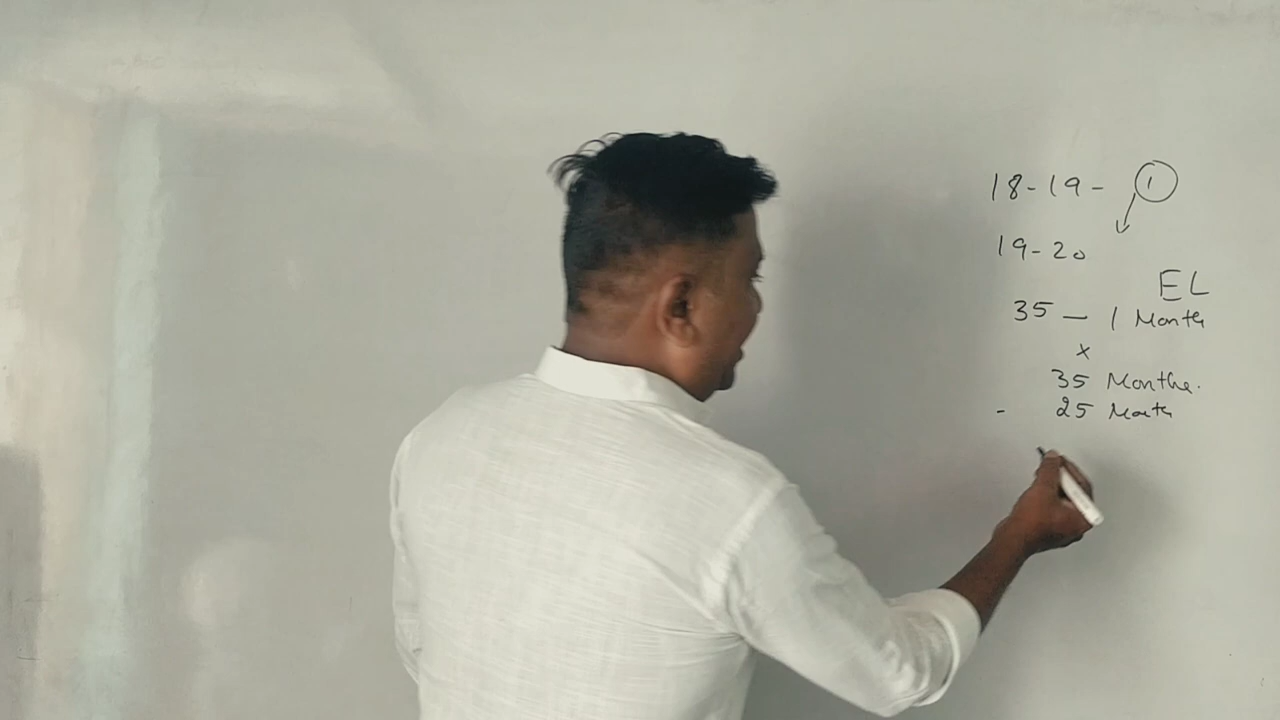 18-19- 1
19-20
EL
35 — 1 Month
x
35 Months.
- 25 Month